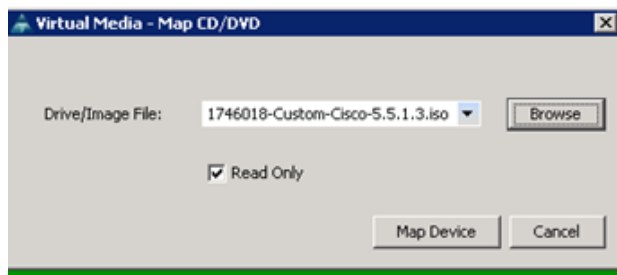 Virtual Media - Map CD/DVD
Drive/Image File: 1746018-Custom-Cisco-5.5.1.3.iso Browse
Read Only
Map Device Cancel